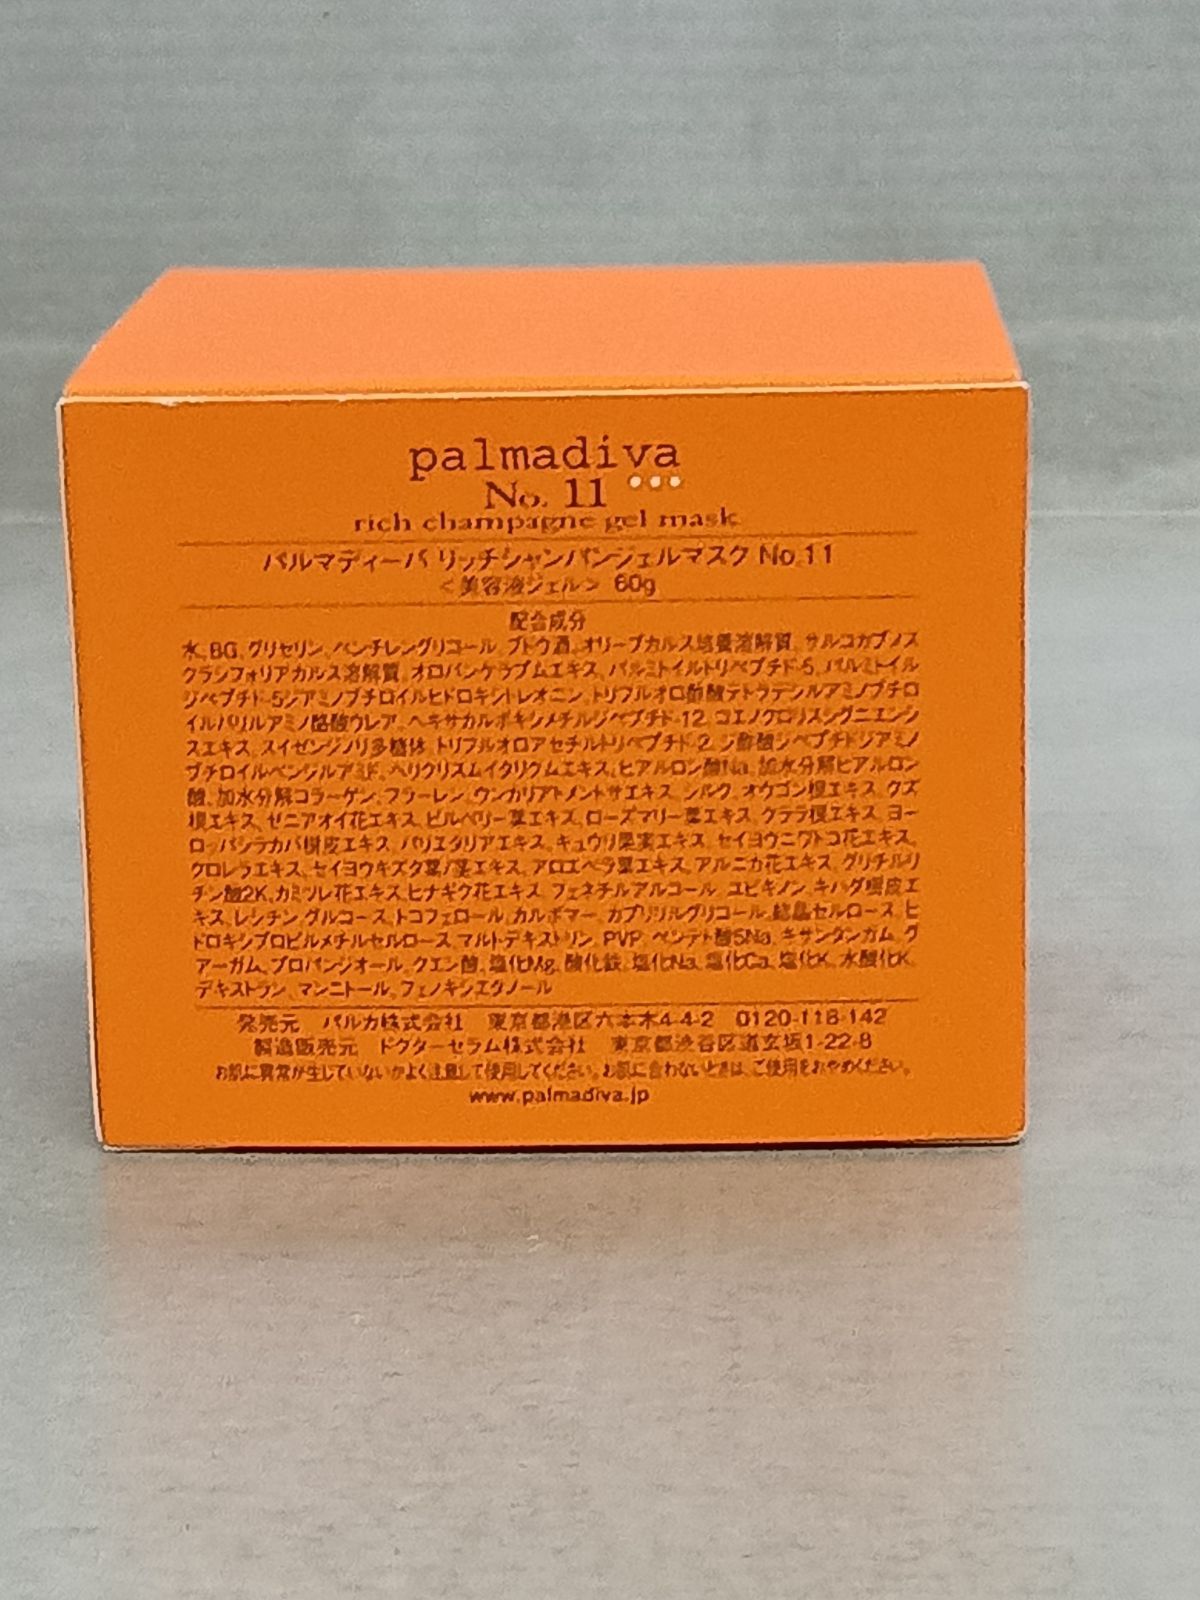 palmadiva
No. 11
rich champagne gel mask
パルマディーバ リッチシャンパンジェルマスク No.11
<美容液ジェル> 60g
配合成分
水、BG、グリセリン、ペンチレングリコール、ブドウ酒、オリーブカルス培養溶解質、サルコカプノス
クラシフォリアカルス溶解質、オロバンケラプムエキス、パルミトイルトリペプチド-5、パルミトイル
ジペプチド-5ジアミノブチロイルヒドロキシトレオニン、トリフルオロ酢酸テトラデシルアミノブチロ
イルバリルアミノ酪酸ウレア、ヘキサカルボキシメチルジペプチド-12、コエノクロリスシグニエンシ
スエキス、スイゼンジノリ多糖体、トリフルオロアセチルトリペプチド-2、ジ酢酸ジペプチドジアミノ
ブチロイルベンジルアミド、ヘリクリスムイタリクムエキス、ヒアルロン酸Na、加水分解ヒアルロン
酸、加水分解コラーゲン、フラーレン、ウンカリアトメントサエキス、シルク、オウゴン根エキス、クズ
根エキス、ゼニアオイ花エキス、ビルベリー葉エキス、ローズマリー葉エキス、クララ根エキス、ヨー
ロッパシラカバ樹皮エキス、バリエタリアエキス、キュウリ果実エキス、セイヨウニワトコ花エキス、
クロレラエキス、セイヨウキズタ葉/茎エキス、アロエベラ葉エキス、アルニカ花エキス、グリチルリ
チン酸2K、カミツレ花エキス、ヒナギク花エキス、フェネチルアルコール、ユビキノン、キハダ樹皮エ
キス、レシチン、グルコース、トコフェロール、カルボマー、カプリリルグリコール、結晶セルロース、ヒ
ドロキシプロピルメチルセルロース、マルトデキストリン、PVP、ペンテト酸5Na、キサンタンガム、グ
アーガム、プロパンジオール、クエン酸、塩化Mg、酸化鉄、塩化Na、塩化Ca、塩化K、水酸化K、
デキストラン、マンニトール、フェノキシエタノール
発売元 パルカ株式会社 東京都港区六本木4-4-2 0120-118-142
製造販売元 ドクターセラム株式会社 東京都渋谷区道玄坂1-22-8
お肌に異常が生じていないかよく注意して使用してください。お肌に合わないときは、ご使用をおやめください。
www.palmadiva.jp